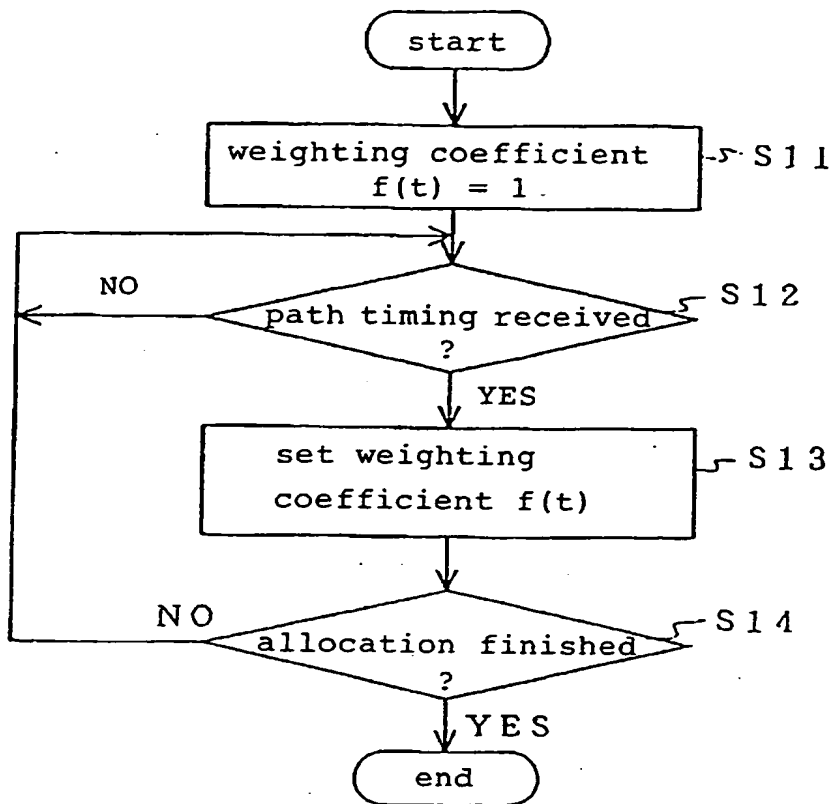 start
weighting coefficient
f(t) = 1
S11
NO
S12
path timing received
?
YES
set weighting
coefficient f(t)
S13
NO
S14
allocation finished
?
YES
end